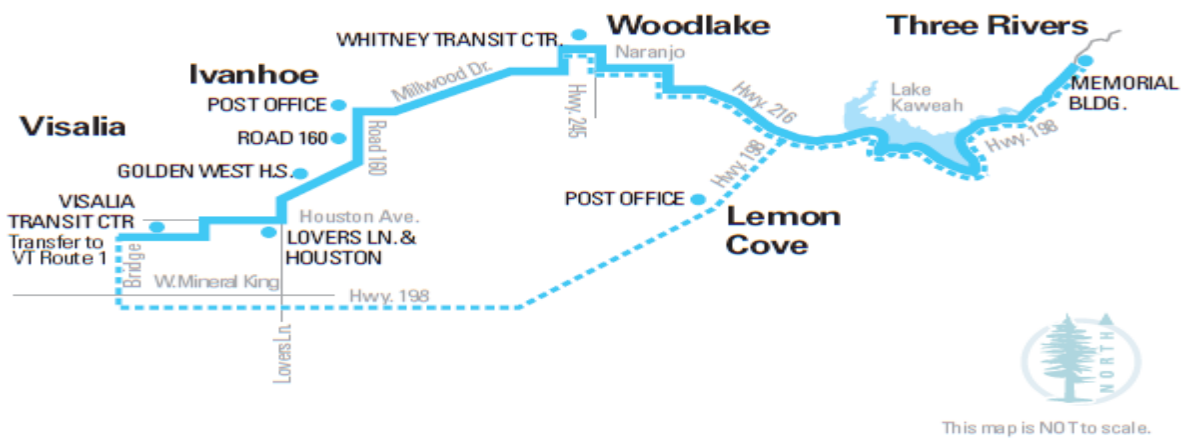 Woodlake
Three Rivers
WHITNEY TRANSIT CTR.
Naranjo
Ivanhoe
Millwood Dr.
MEMORIAL
BLDG.
POST OFFICE
Hwy. 245
Hwy. 216
Lake
Kaweah
Visalia
ROAD 160
Road 160
Hwy. 198
GOLDEN WEST H.S.
Hwy. 198
VISALIA
TRANSIT CTR
Transfer to
VT Route 1
Houston Ave.
POST OFFICE
Lemon
Cove
LOVERS LN. &
HOUSTON
Bridge
W. Mineral King
Hwy. 198
Lovers Ln.
NORTH
This map is NOT to scale.